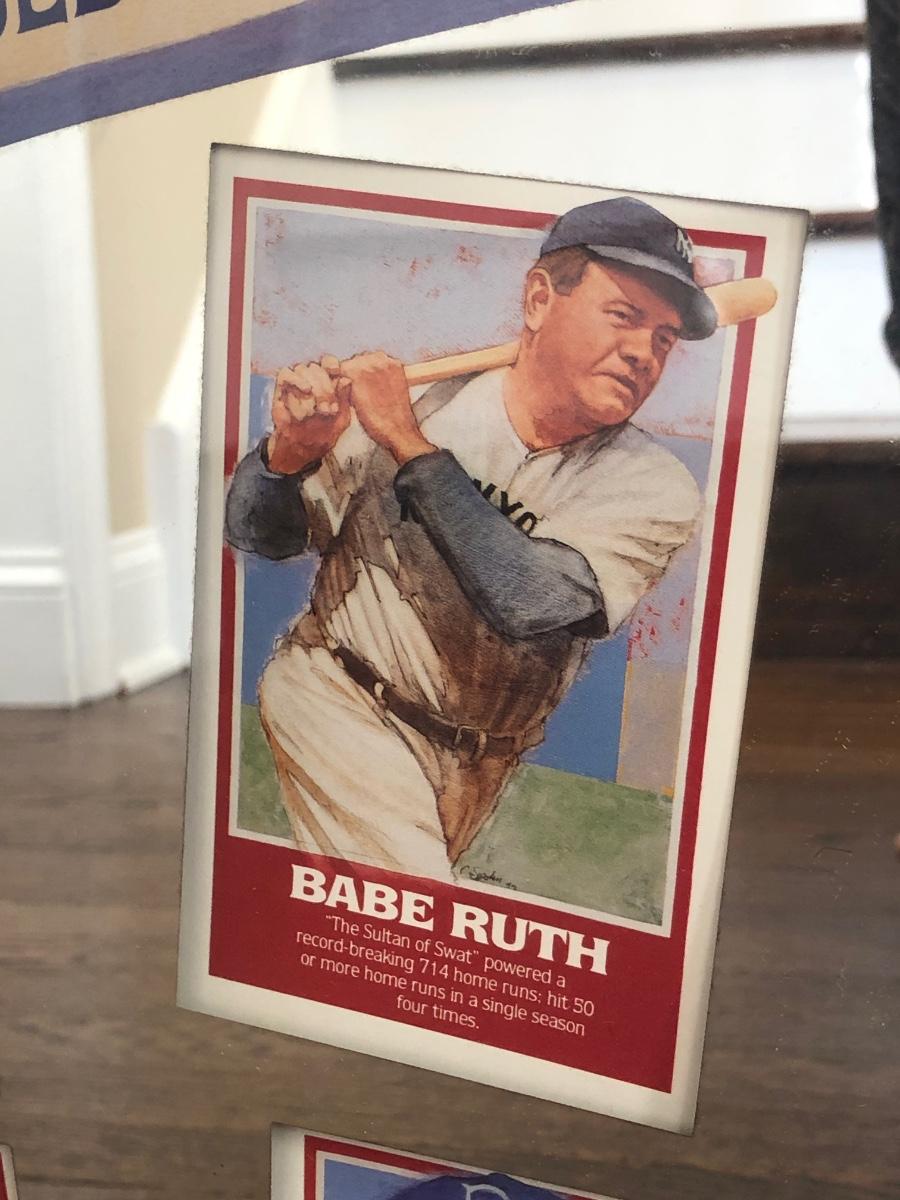 NY
BABE RUTH
"The Sultan of Swat" powered a
record-breaking 714 home runs; hit 50
or more home runs in a single season
four times.